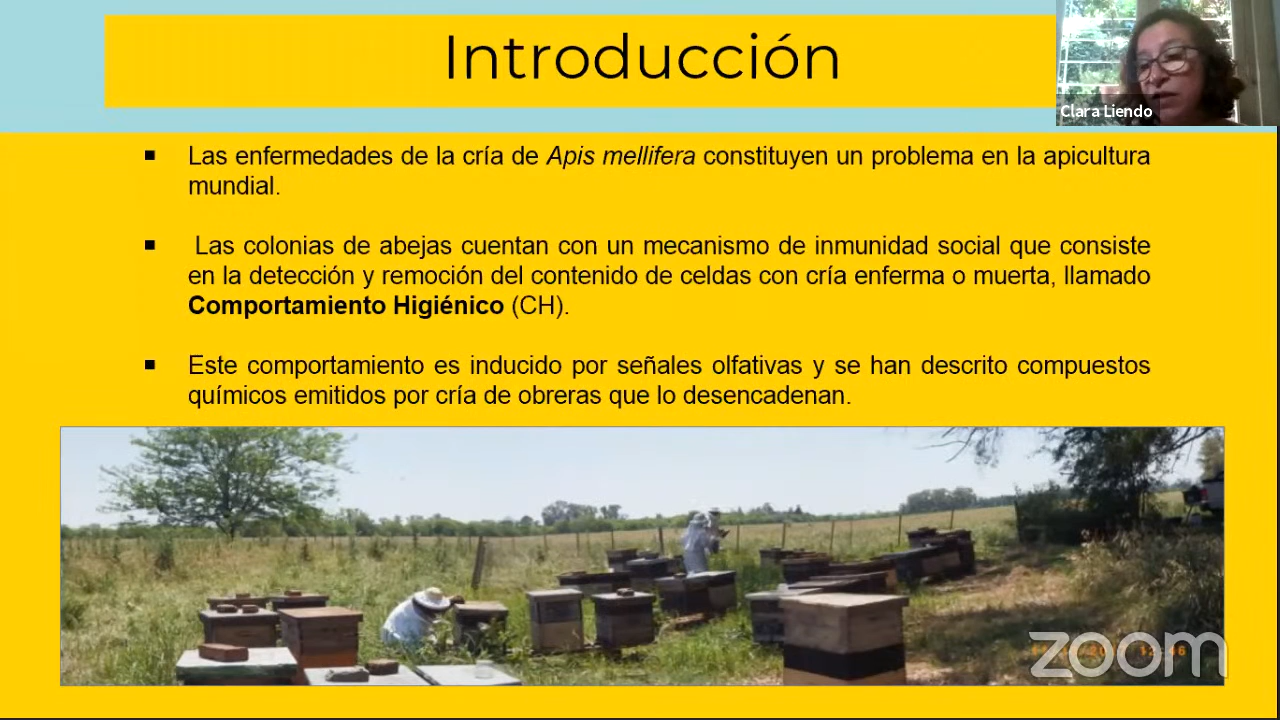 Introducción
Clara Liendo
▪ Las enfermedades de la cría de Apis mellifera constituyen un problema en la apicultura
mundial.
▪ Las colonias de abejas cuentan con un mecanismo de inmunidad social que consiste
en la detección y remoción del contenido de celdas con cría enferma o muerta, llamado
Comportamiento Higiénico (CH).
▪ Este comportamiento es inducido por señales olfativas y se han descrito compuestos
químicos emitidos por cría de obreras que lo desencadenan.
zoom